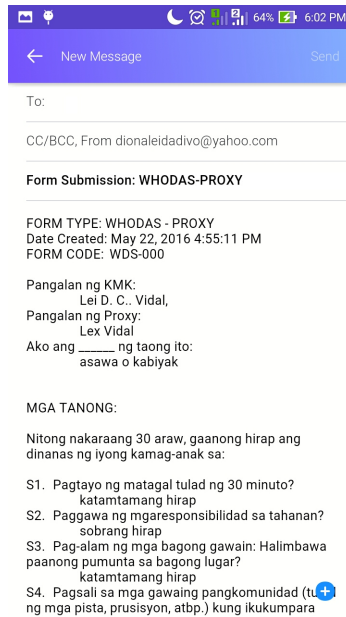 1 2 64% 6:02 PM
New Message Send
To:
CC/BCC, From dionaleidadivo@yahoo.com
Form Submission: WHODAS-PROXY
FORM TYPE: WHODAS - PROXY
Date Created: May 22, 2016 4:55:11 PM
FORM CODE: WDS-000
Pangalan ng KMK:
Lei D. C.. Vidal,
Pangalan ng Proxy:
Lex Vidal
Ako ang ______ ng taong ito:
asawa o kabiyak
MGA TANONG:
Nitong nakaraang 30 araw, gaanong hirap ang
dinanas ng iyong kamag-anak sa:
S1. Pagtayo ng matagal tulad ng 30 minuto?
katamtamang hirap
S2. Paggawa ng mgaresponsibilidad sa tahanan?
sobrang hirap
S3. Pag-alam ng mga bagong gawain: Halimbawa
paanong pumunta sa bagong lugar?
katamtamang hirap
S4. Pagsali sa mga gawaing pangkomunidad
ng mga pista, prusisyon, atbp.) kung ikukumpara